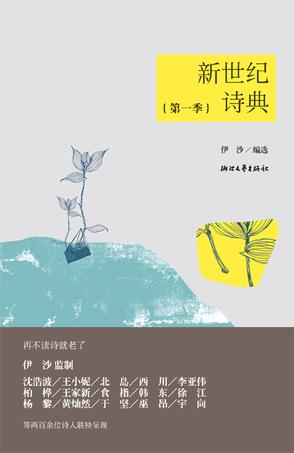 新世纪
{第一季} 诗典
伊 沙／编选
浙江文艺出版社
再不读诗就老了
伊 沙 监制
沈浩波／王小妮／北 岛／西 川／李亚伟
柏 桦／王家新／食 指／韩 东／徐 江
杨 黎／黄灿然／于 坚／巫 昂／宇 向
等两百余位诗人联袂呈现